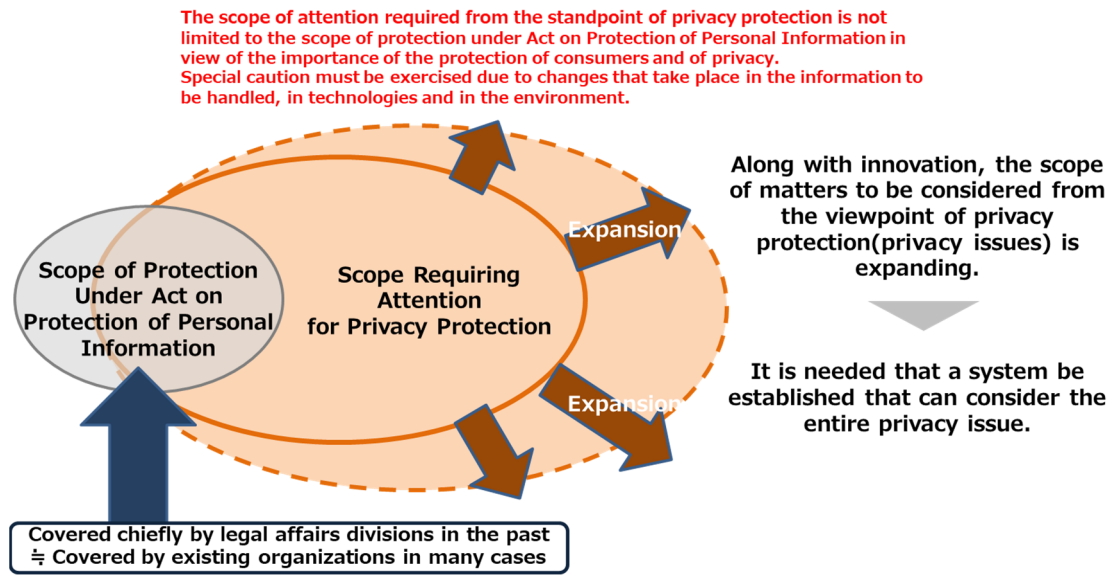 The scope of attention required from the standpoint of privacy protection is not
limited to the scope of protection under Act on Protection of Personal Information in
view of the importance of the protection of consumers and of privacy.
Special caution must be exercised due to changes that take place in the information to
be handled, in technologies and in the environment.
Scope of Protection
Under Act on
Protection of Personal
Information
Scope Requiring
Attention
for Privacy Protection
Expansion
Expansion
Along with innovation, the scope
of matters to be considered from
the viewpoint of privacy
protection(privacy issues) is
expanding.
It is needed that a system be
established that can consider the
entire privacy issue.
Covered chiefly by legal affairs divisions in the past
≒ Covered by existing organizations in many cases